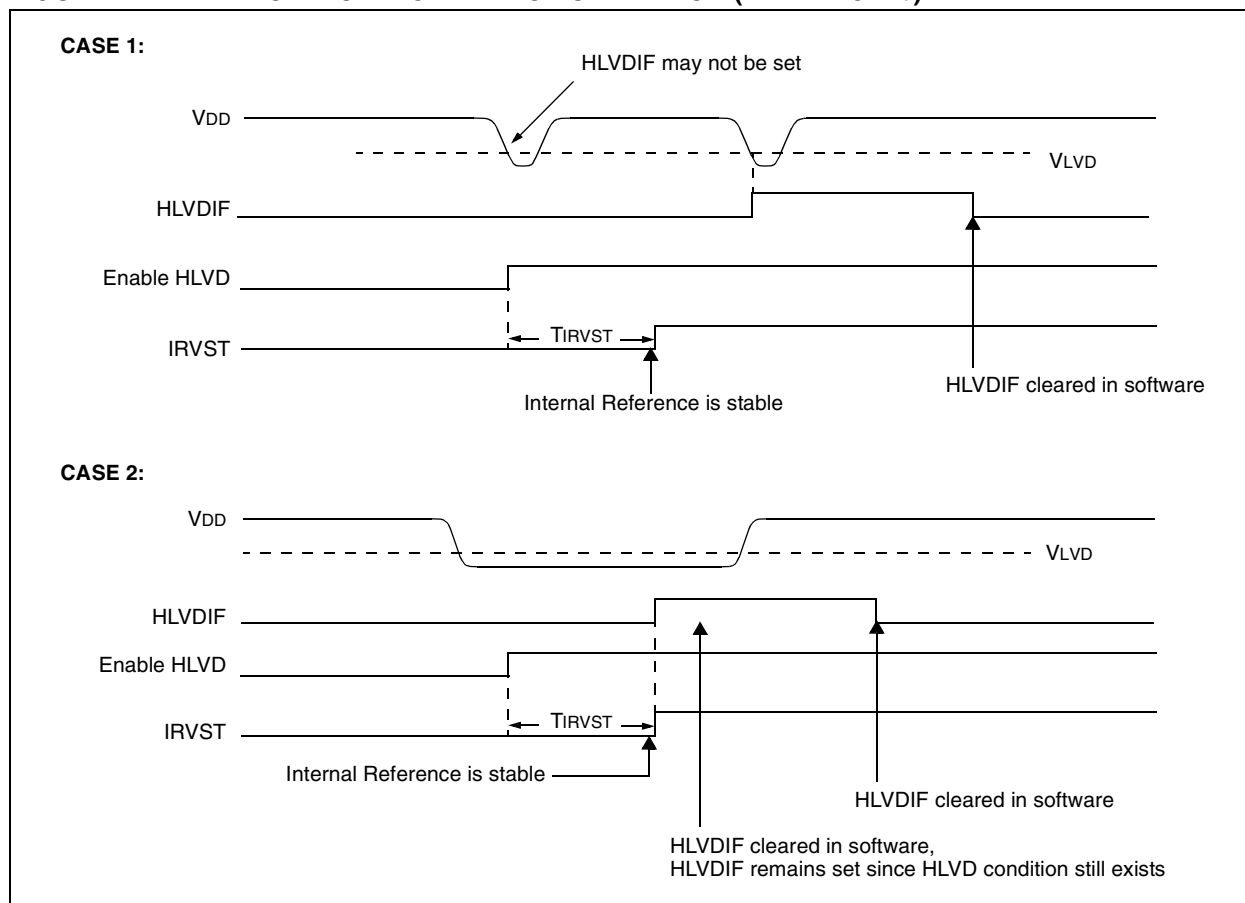 CASE 1:
HLVDIF may not be set
VDD
VLVD
HLVDIF
Enable HLVD
TIRVST
IRVST
HLVDIF cleared in software
Internal Reference is stable
CASE 2:
VDD
VLVD
HLVDIF
Enable HLVD
TIRVST
IRVST
Internal Reference is stable
HLVDIF cleared in software
HLVDIF cleared in software,
HLVDIF remains set since HLVD condition still exists